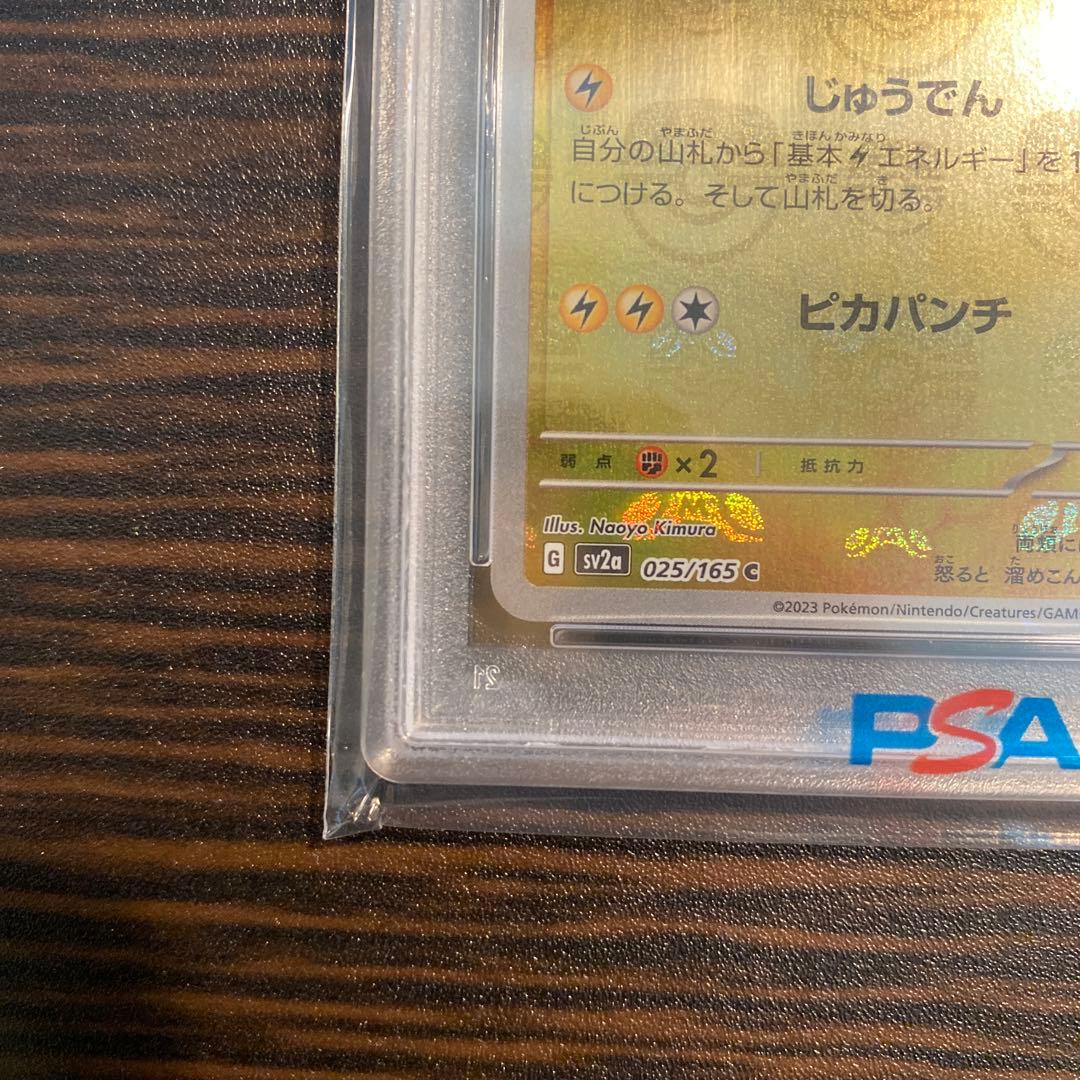 じゅうでん
じぶん やまふだ きほんかみなり
自分の山札から「基本エネルギー」を1
やまふだ き
につける。そして山札を切る。
ピカパンチ
弱点 ×2 抵抗力
Illus. Naoyo Kimura
G sv2a 025/165 C
おこ た
怒ると 溜めこん
©2023 Pokémon/Nintendo/Creatures/GAM
21
PSA